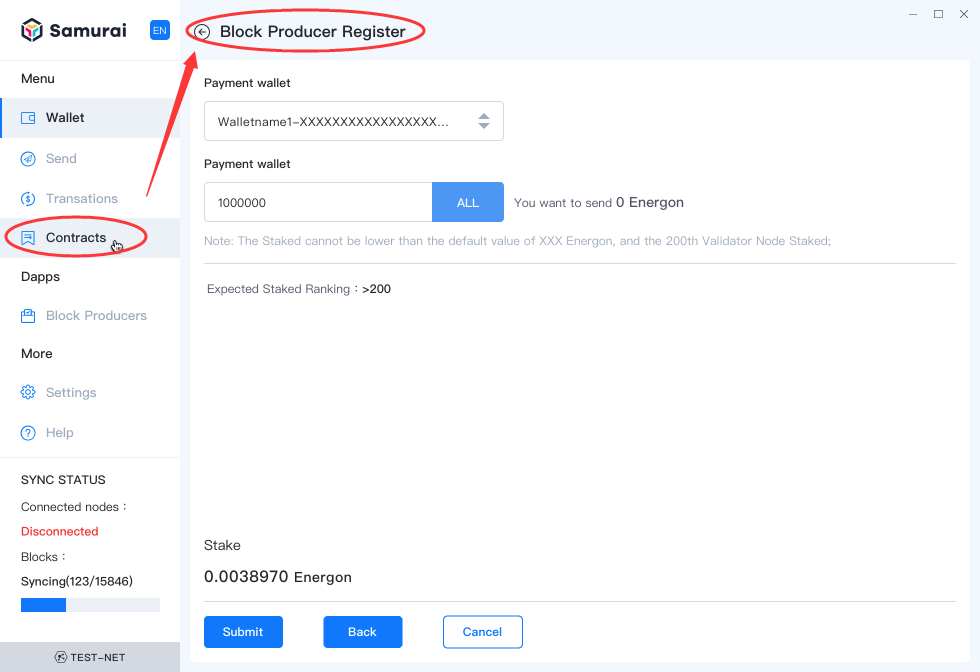 Samurai
EN
Menu
Wallet
Send
Transations
Contracts
Dapps
Block Producers
More
Settings
Help
SYNC STATUS
Connected nodes：
Disconnected
Blocks：
Syncing(123/15846)
TEST-NET
Block Producer Register
Payment wallet
Walletname1-XXXXXXXXXXXXXXXXX...
Payment wallet
1000000
ALL
You want to send 0 Energon
Note: The Staked cannot be lower than the default value of XXX Energon, and the 200th Validator Node Staked;
Expected Staked Ranking：>200
Stake
0.0038970 Energon
Submit
Back
Cancel